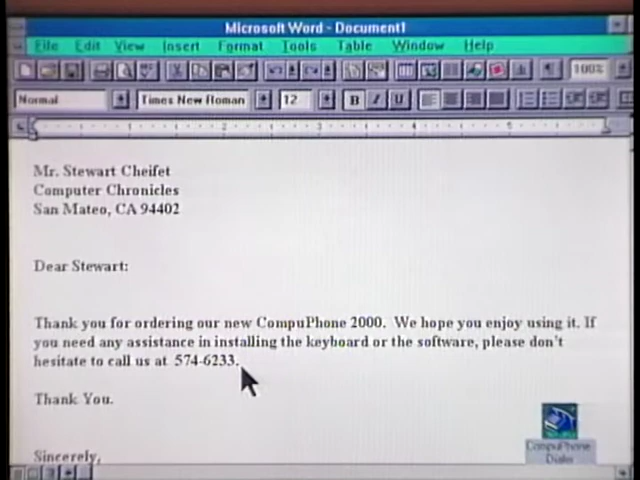 Microsoft Word - Document1
File Edit View Insert Format Tools Table Window Help
100%
Normal Times New Roman 12 B I U
Mr. Stewart Cheifet
Computer Chronicles
San Mateo, CA 94402
Dear Stewart:
Thank you for ordering our new CompuPhone 2000. We hope you enjoy using it. If
you need any assistance in installing the keyboard or the software, please don't
hesitate to call us at 574-6233.
Thank You.
Sincerely,
CompuPhone
Dialer